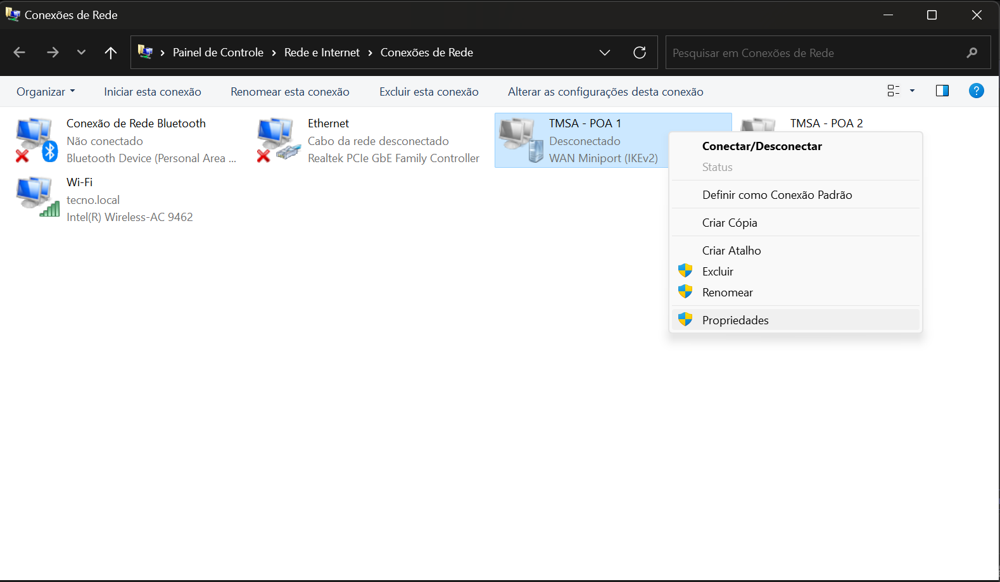 Conexões de Rede
Painel de Controle
Rede e Internet
Conexões de Rede
Pesquisar em Conexões de Rede
Organizar
Iniciar esta conexão
Renomear esta conexão
Excluir esta conexão
Alterar as configurações desta conexão
?
Conexão de Rede Bluetooth
Não conectado
Bluetooth Device (Personal Area ...
Ethernet
Cabo da rede desconectado
Realtek PCIe GbE Family Controller
TMSA - POA 1
Desconectado
WAN Miniport (IKEv2)
TMSA - POA 2
Wi-Fi
tecno.local
Intel(R) Wireless-AC 9462
Conectar/Desconectar
Status
Definir como Conexão Padrão
Criar Cópia
Criar Atalho
Excluir
Renomear
Propriedades